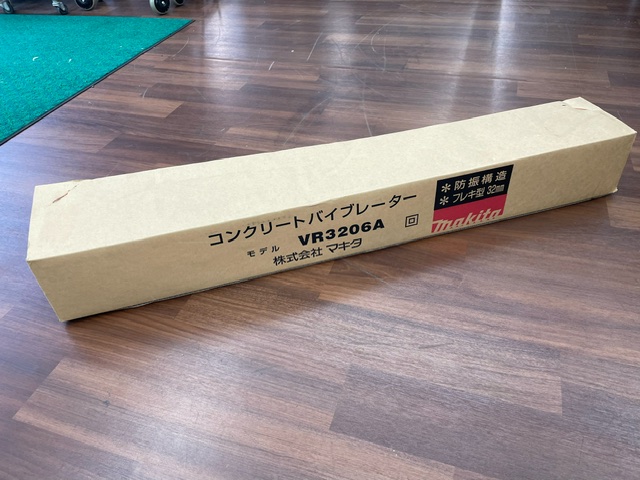 コンクリートバイブレーター
モデル VR3206A
株式会社 マキタ
＊防振構造
＊フレキ型 32mm
makita